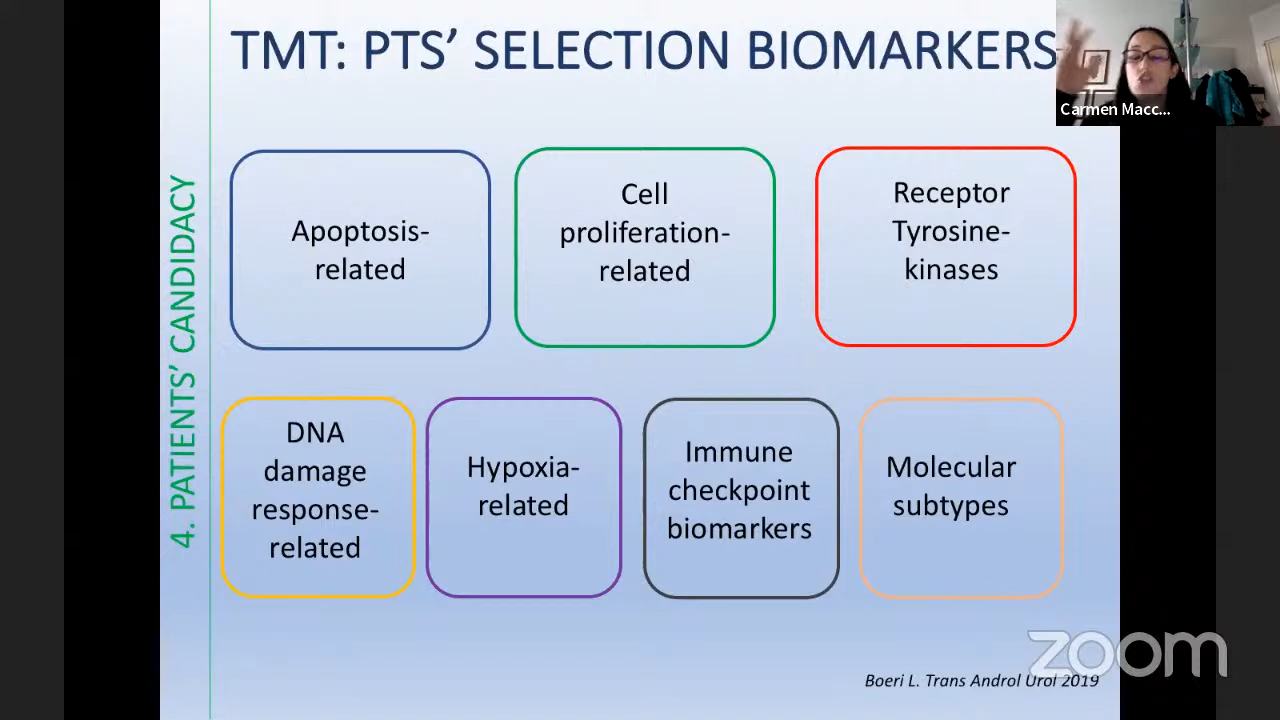 TMT: PTS' SELECTION BIOMARKERS
Carmen Macc...
4. PATIENTS' CANDIDACY
Apoptosis-
related
Cell
proliferation-
related
Receptor
Tyrosine-
kinases
DNA
damage
response-
related
Hypoxia-
related
Immune
checkpoint
biomarkers
Molecular
subtypes
zoom
Boeri L. Trans Androl Urol 2019